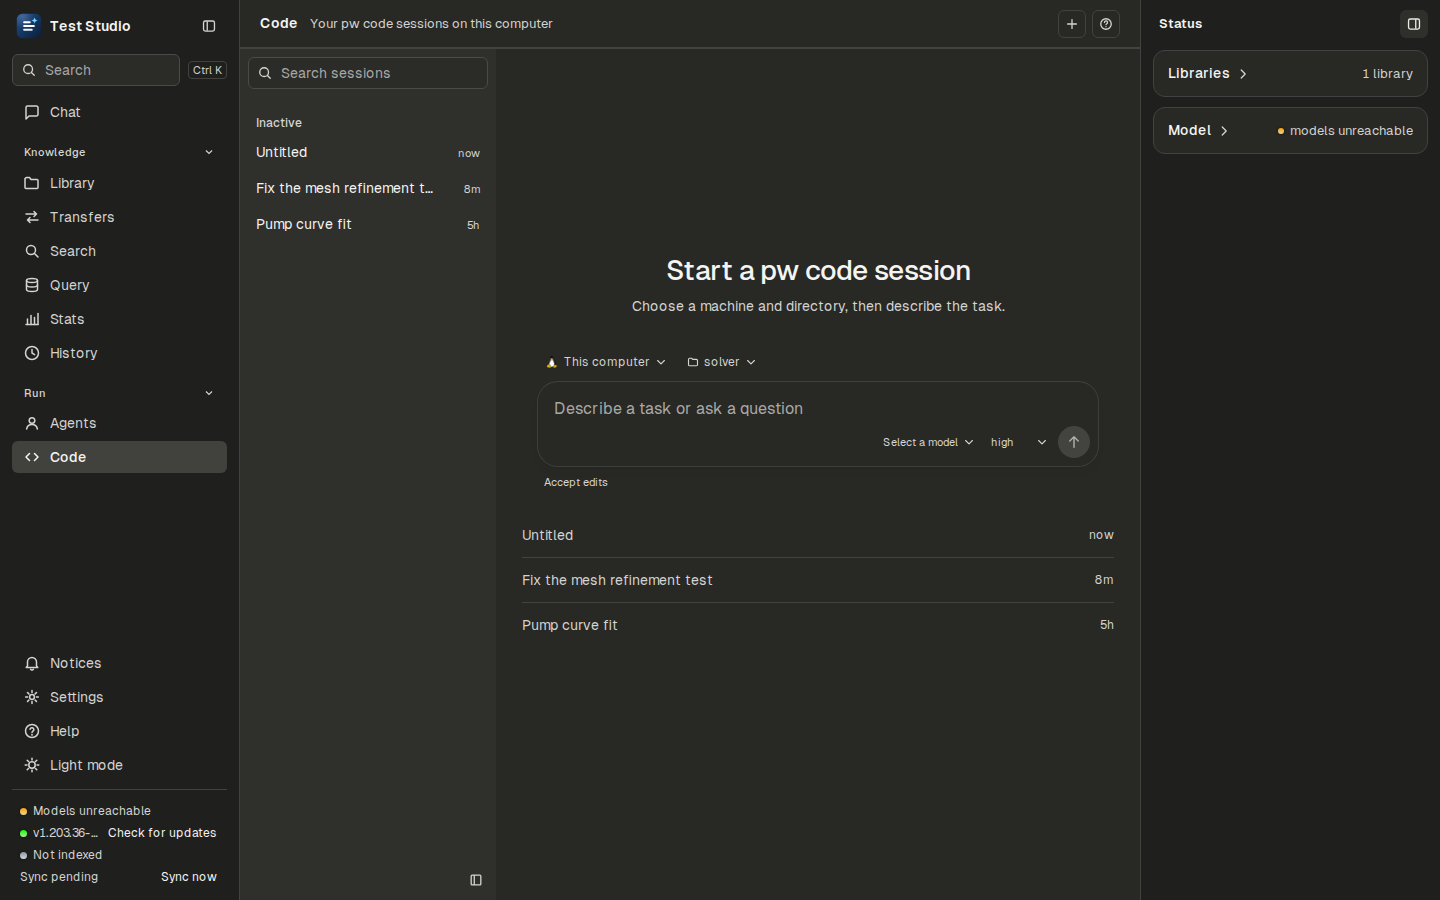 Test Studio
Search
Ctrl K
Chat
Knowledge
Library
Transfers
Search
Query
Stats
History
Run
Agents
Code
Notices
Settings
Help
Light mode
Models unreachable
v1.203.36-... Check for updates
Not indexed
Sync pending Sync now
Code Your pw code sessions on this computer
Search sessions
Inactive
Untitled now
Fix the mesh refinement t... 8m
Pump curve fit 5h
Start a pw code session
Choose a machine and directory, then describe the task.
This computer solver
Describe a task or ask a question
Select a model high
Accept edits
Untitled now
Fix the mesh refinement test 8m
Pump curve fit 5h
Status
Libraries 1 library
Model models unreachable